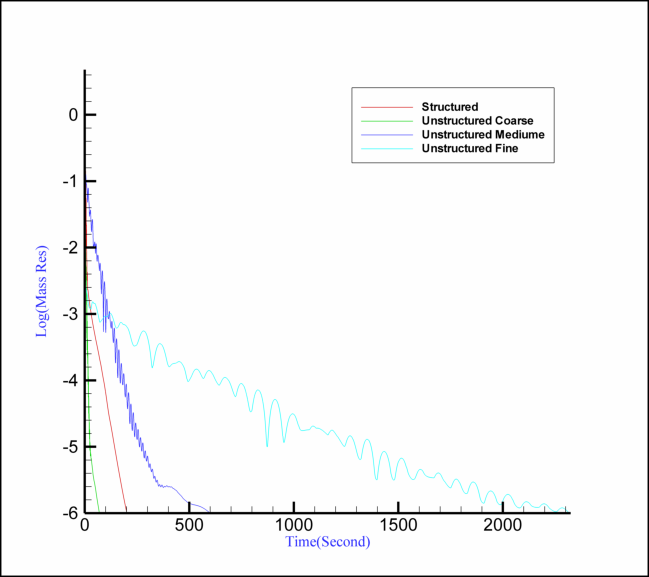 Structured
Unstructured Coarse
Unstructured Mediume
Unstructured Fine
0
-1
-2
-3
-4
-5
-6
Log(Mass Res)
0 500 1000 1500 2000
Time(Second)